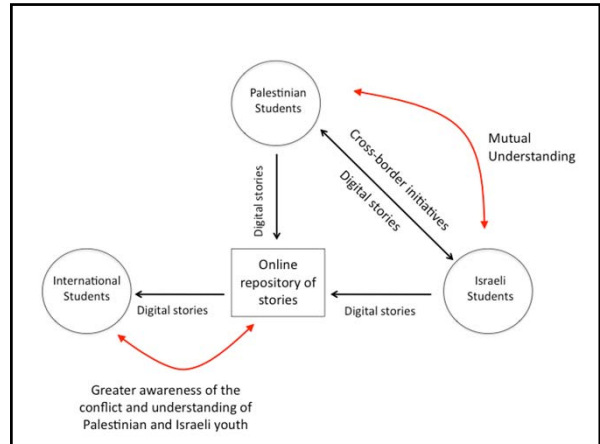 Palestinian
Students
Mutual
Understanding
Cross-border initiatives
Digital stories
Digital stories
International
Students
Online
repository of
stories
Israeli
Students
Digital stories
Digital stories
Greater awareness of the
conflict and understanding of
Palestinian and Israeli youth